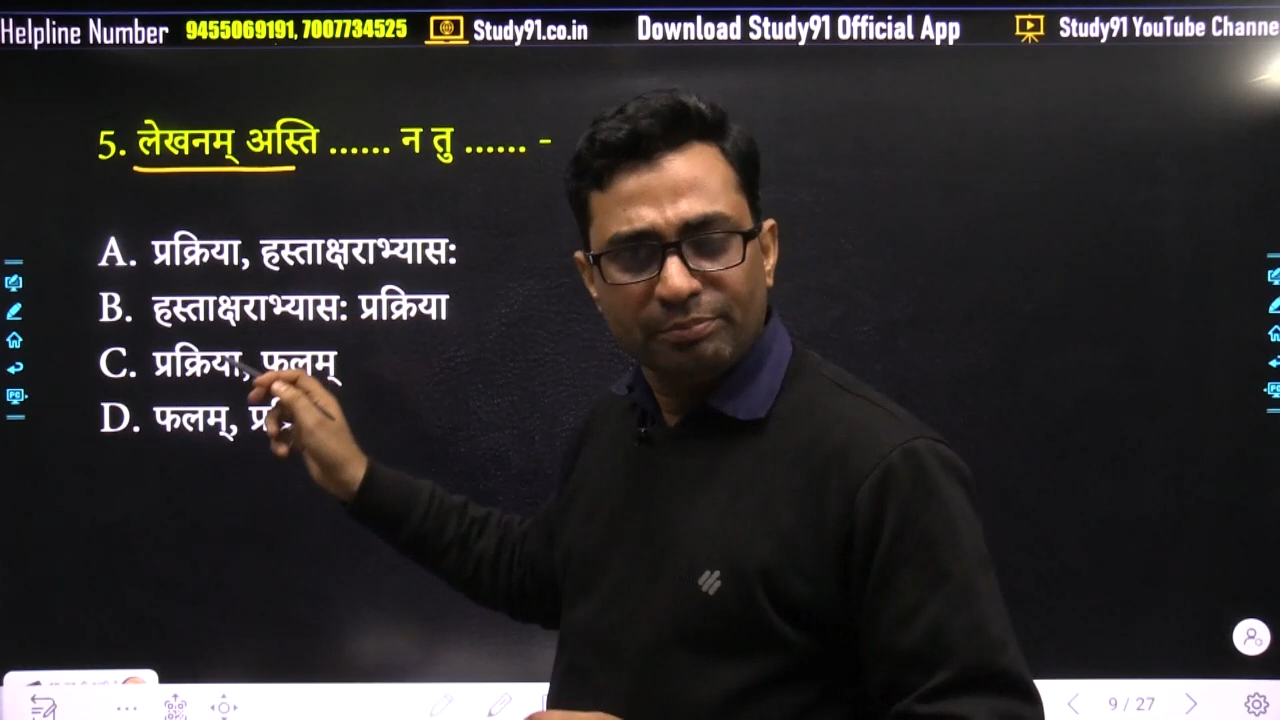 Helpline Number 9455069191, 7007734525 Study91.co.in Download Study91 Official App Study91 YouTube Channe
5. लेखनम् अस्ति ...... न तु ...... -
A. प्रक्रिया, हस्ताक्षराभ्यास:
B. हस्ताक्षराभ्यास: प्रक्रिया
C. प्रक्रिया, फलम्
D. फलम्,
9 / 27